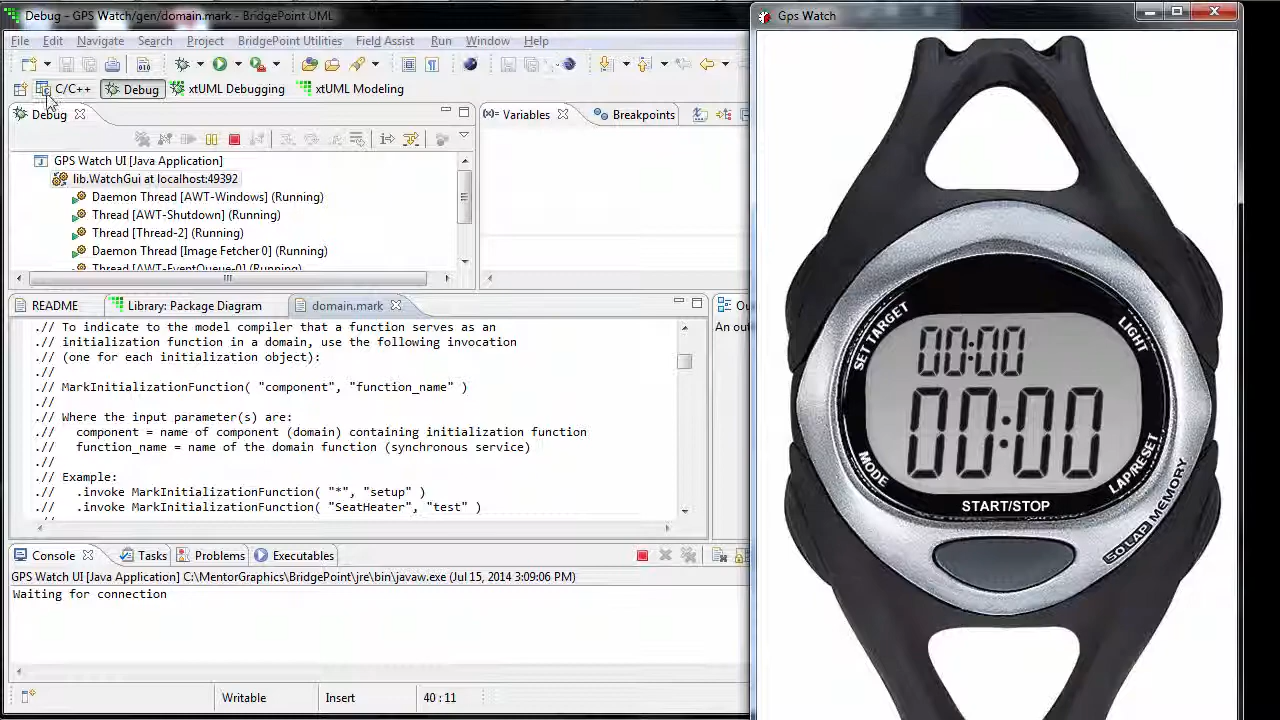 Debug - GPS Watch/gen/domain.mark - BridgePoint UML
File Edit Navigate Search Project BridgePoint Utilities Field Assist Run Window Help
C/C++ Debug xtUML Debugging xtUML Modeling
Debug
GPS Watch UI [Java Application]
lib.WatchGui at localhost:49392
Daemon Thread [AWT-Windows] (Running)
Thread [AWT-Shutdown] (Running)
Thread [Thread-2] (Running)
Daemon Thread [Image Fetcher 0] (Running)
Thread [AWT-EventQueue-0] (Running)
(x)= Variables Breakpoints
README Library: Package Diagram domain.mark
.// To indicate to the model compiler that a function serves as an
.// initialization function in a domain, use the following invocation
.// (one for each initialization object):
.//
.// MarkInitializationFunction( "component", "function_name" )
.//
.// Where the input parameter(s) are:
.//   component = name of component (domain) containing initialization function
.//   function_name = name of the domain function (synchronous service)
.//
.// Example:
.//   .invoke MarkInitializationFunction( "*", "setup" )
.//   .invoke MarkInitializationFunction( "SeatHeater", "test" )
Ou
An out
Console Tasks Problems Executables
GPS Watch UI [Java Application] C:\MentorGraphics\BridgePoint\jre\bin\javaw.exe (Jul 15, 2014 3:09:06 PM)
Waiting for connection
Writable Insert 40 : 11
Gps Watch
SET TARGET
LIGHT
00:00
00:00
MODE
LAP/RESET
START/STOP
50 LAP MEMORY